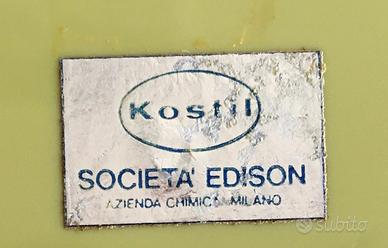 Kostil
SOCIETA' EDISON
AZIENDA CHIMICA MILANO
subito